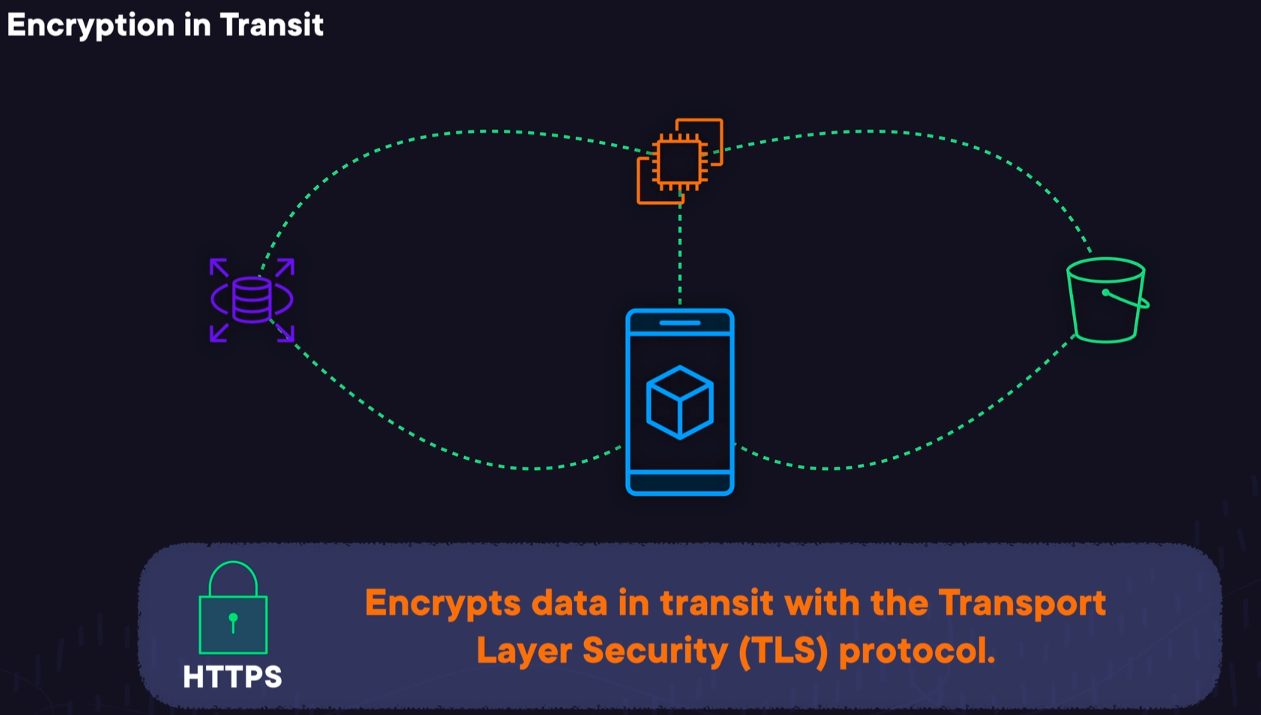 Encryption in Transit
Encrypts data in transit with the Transport
Layer Security (TLS) protocol.
HTTPS